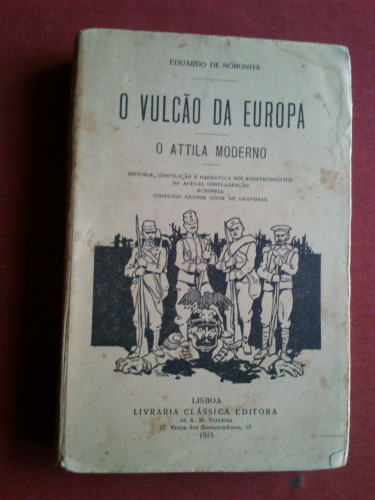 EDUARDO DE NORONHA
O VULCÃO DA EUROPA
O ATTILA MODERNO
HISTORIA, COMPILAÇÃO E NARRATIVA DOS ACONTECIMENTOS
DE ACTUAL CONFLAGRAÇÃO
EUROPEIA
CONTENDO GRANDE CÓPIA DE GRAVURAS
LISBOA
LIVRARIA CLÁSSICA EDITORA
DE A. M. TEIXEIRA
17, Praça dos Restauradores, 17
1915